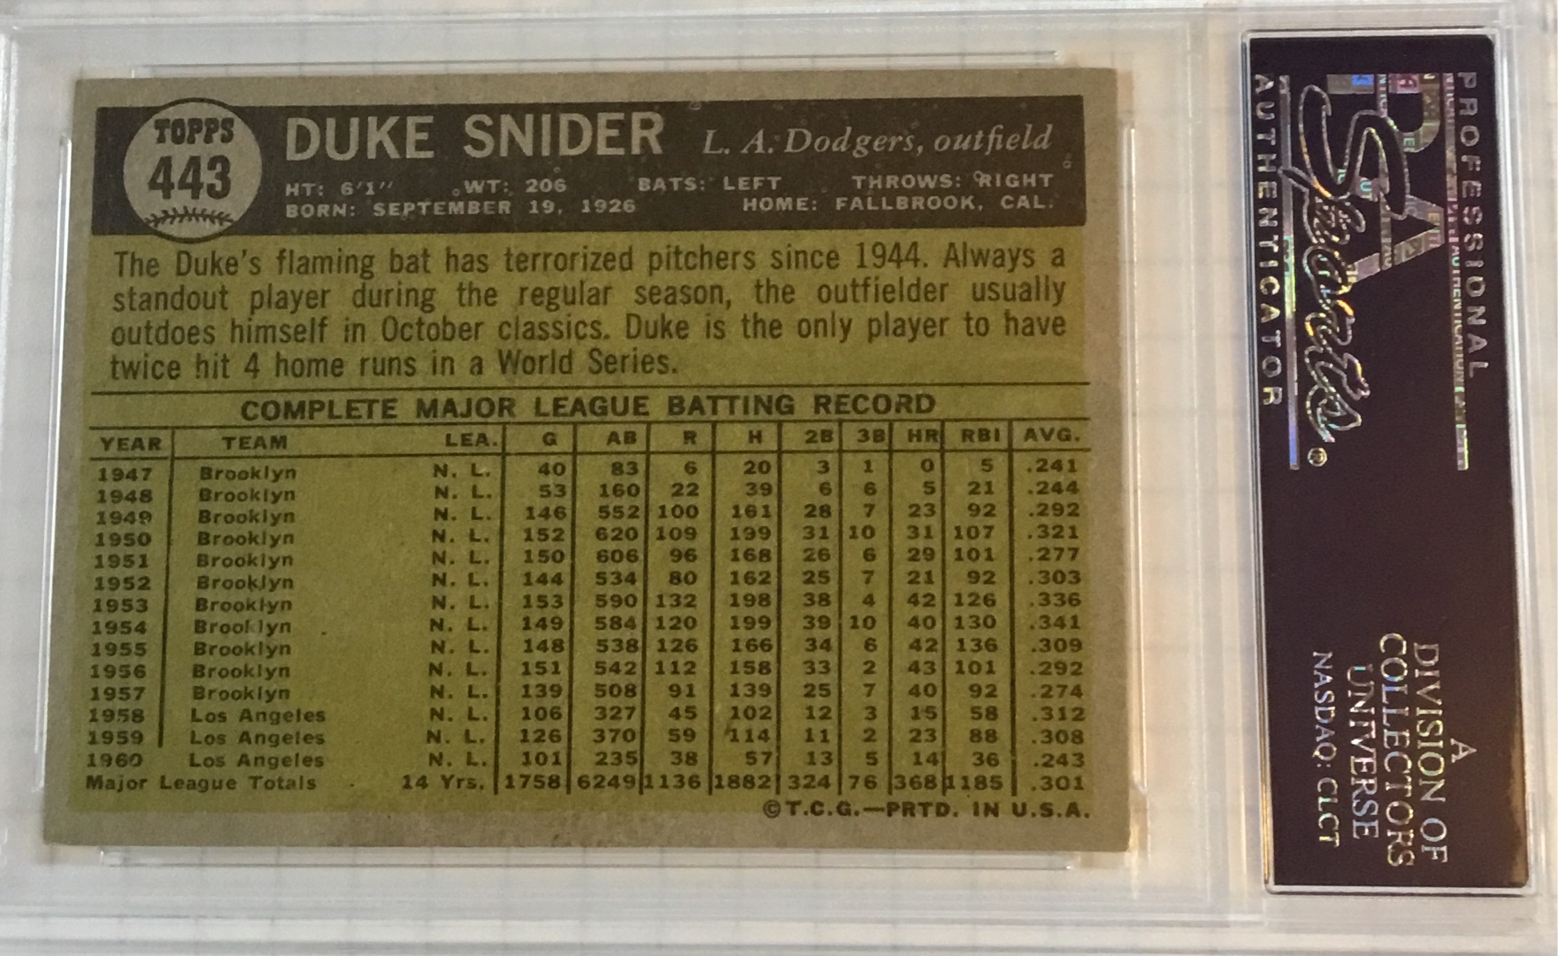 TOPPS
443
DUKE SNIDER L. A. Dodgers, outfield
HT: 6'1" WT: 206 BATS: LEFT THROWS: RIGHT
BORN: SEPTEMBER 19, 1926 HOME: FALLBROOK, CAL.
The Duke's flaming bat has terrorized pitchers since 1944. Always a
standout player during the regular season, the outfielder usually
outdoes himself in October classics. Duke is the only player to have
twice hit 4 home runs in a World Series.
COMPLETE MAJOR LEAGUE BATTING RECORD
YEAR TEAM LEA. G AB R H 2B 3B HR RBI AVG.
1947 Brooklyn N. L. 40 83 6 20 3 1 0 5 .241
1948 Brooklyn N. L. 53 160 22 39 6 6 5 21 .244
1949 Brooklyn N. L. 146 552 100 161 28 7 23 92 .292
1950 Brooklyn N. L. 152 620 109 199 31 10 31 107 .321
1951 Brooklyn N. L. 150 606 96 168 26 6 29 101 .277
1952 Brooklyn N. L. 144 534 80 162 25 7 21 92 .303
1953 Brooklyn N. L. 153 590 132 198 38 4 42 126 .336
1954 Brooklyn N. L. 149 584 120 199 39 10 40 130 .341
1955 Brooklyn N. L. 148 538 126 166 34 6 42 136 .309
1956 Brooklyn N. L. 151 542 112 158 33 2 43 101 .292
1957 Brooklyn N. L. 139 508 91 139 25 7 40 92 .274
1958 Los Angeles N. L. 106 327 45 102 12 3 15 58 .312
1959 Los Angeles N. L. 126 370 59 114 11 2 23 88 .308
1960 Los Angeles N. L. 101 235 38 57 13 5 14 36 .243
Major League Totals 14 Yrs. 1758 6249 1136 1882 324 76 368 1185 .301
©T.C.G.—PRTD. IN U.S.A.
PROFESSIONAL
PSA
Sports®
AUTHENTICATOR
A
DIVISION OF
COLLECTORS
UNIVERSE
NASDAQ: CLCT